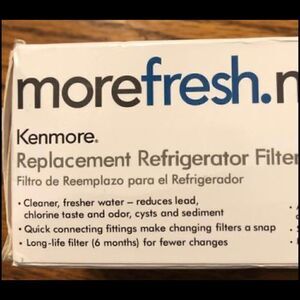 morefresh.n
Kenmore®
Replacement Refrigerator Filter
Filtro de Reemplazo para el Refrigerador
• Cleaner, fresher water – reduces lead,
chlorine taste and odor, cysts and sediment
• Quick connecting fittings make changing filters a snap
• Long-life filter (6 months) for fewer changes